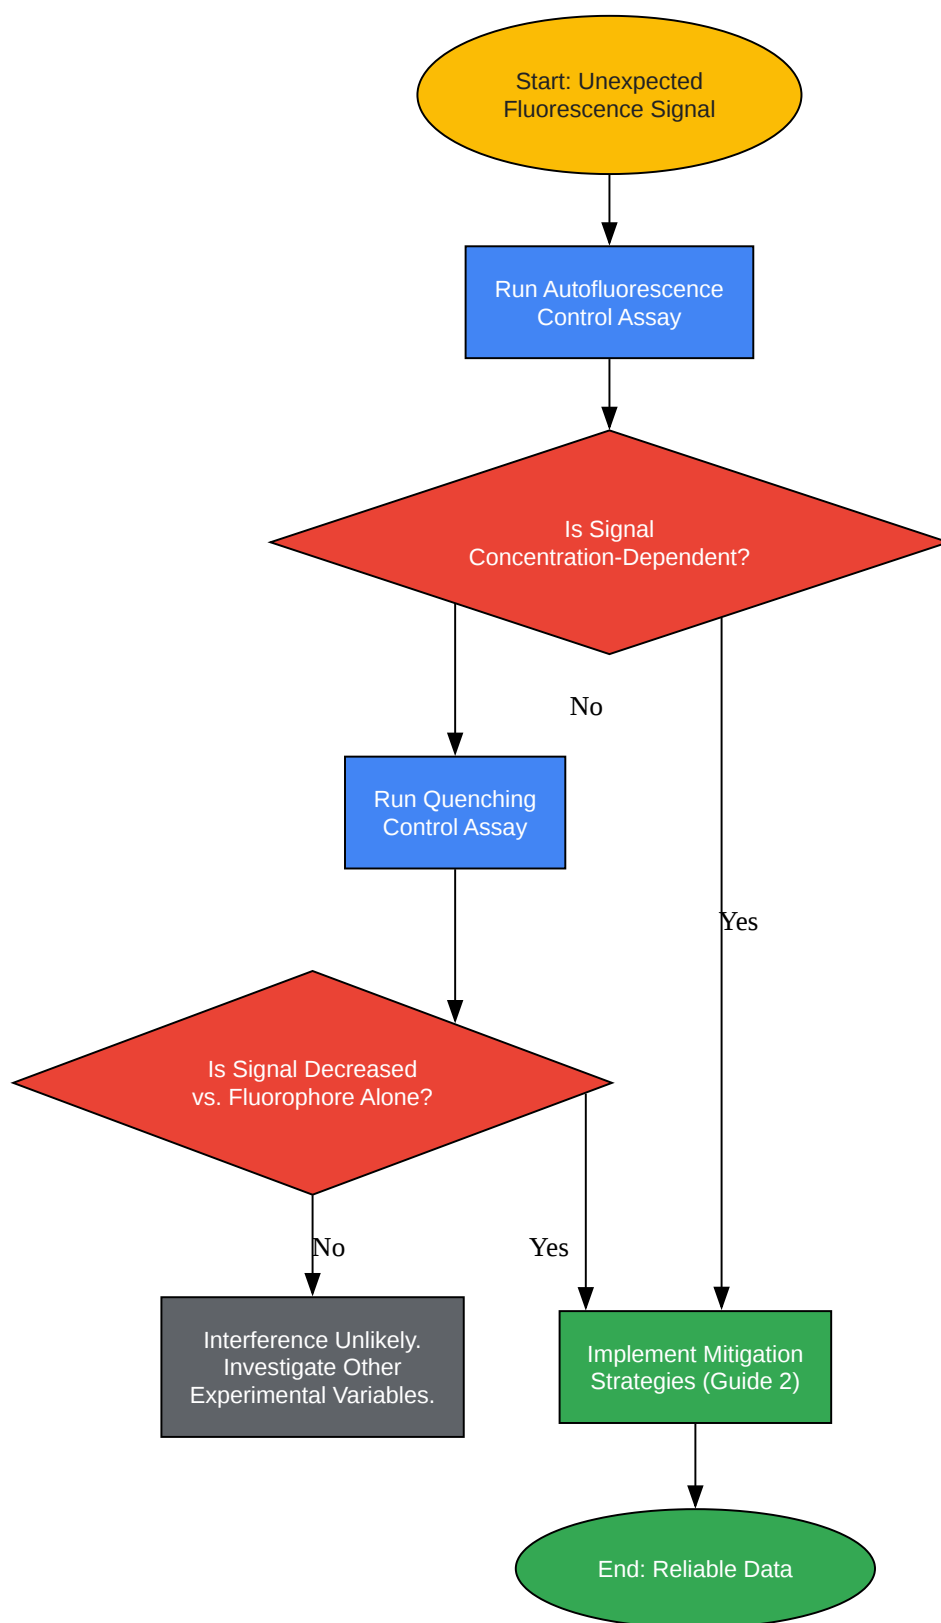 Start: Unexpected
Fluorescence Signal
Run Autofluorescence
Control Assay
Is Signal
Concentration-Dependent?
No
Run Quenching
Control Assay
Yes
Is Signal Decreased
vs. Fluorophore Alone?
No
Yes
Interference Unlikely.
Investigate Other
Experimental Variables.
Implement Mitigation
Strategies (Guide 2)
End: Reliable Data